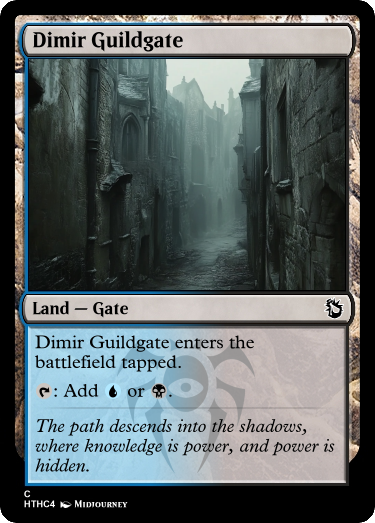 Dimir Guildgate
Land — Gate
Dimir Guildgate enters the
battlefield tapped.
: Add or .
The path descends into the shadows,
where knowledge is power, and power is
hidden.
C
HTHC4 Midjourney